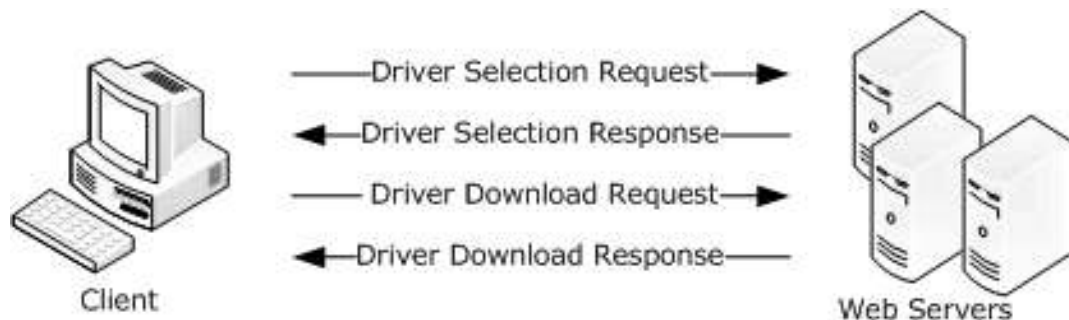 Driver Selection Request
Driver Selection Response
Driver Download Request
Driver Download Response
Client
Web Servers